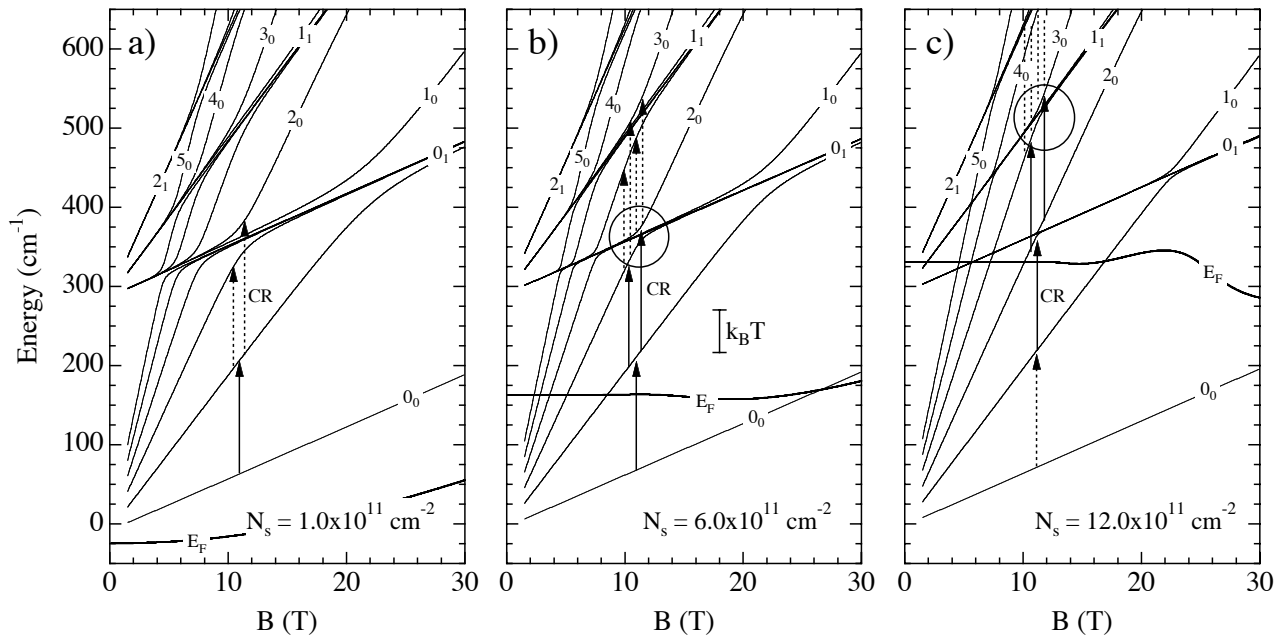 a)
b)
c)
600
500
400
300
200
100
0
Energy (cm⁻¹)
2₁
5₀
4₀
3₀
1₁
2₀
1₀
0₁
CR
0₀
E_F
N_s = 1.0x10¹¹ cm⁻²
0 10 20 30
B (T)
2₁
5₀
4₀
3₀
1₁
2₀
1₀
0₁
CR
k_BT
E_F
0₀
N_s = 6.0x10¹¹ cm⁻²
0 10 20 30
B (T)
2₁
5₀
4₀
3₀
1₁
2₀
1₀
0₁
E_F
CR
0₀
N_s = 12.0x10¹¹ cm⁻²
0 10 20 30
B (T)